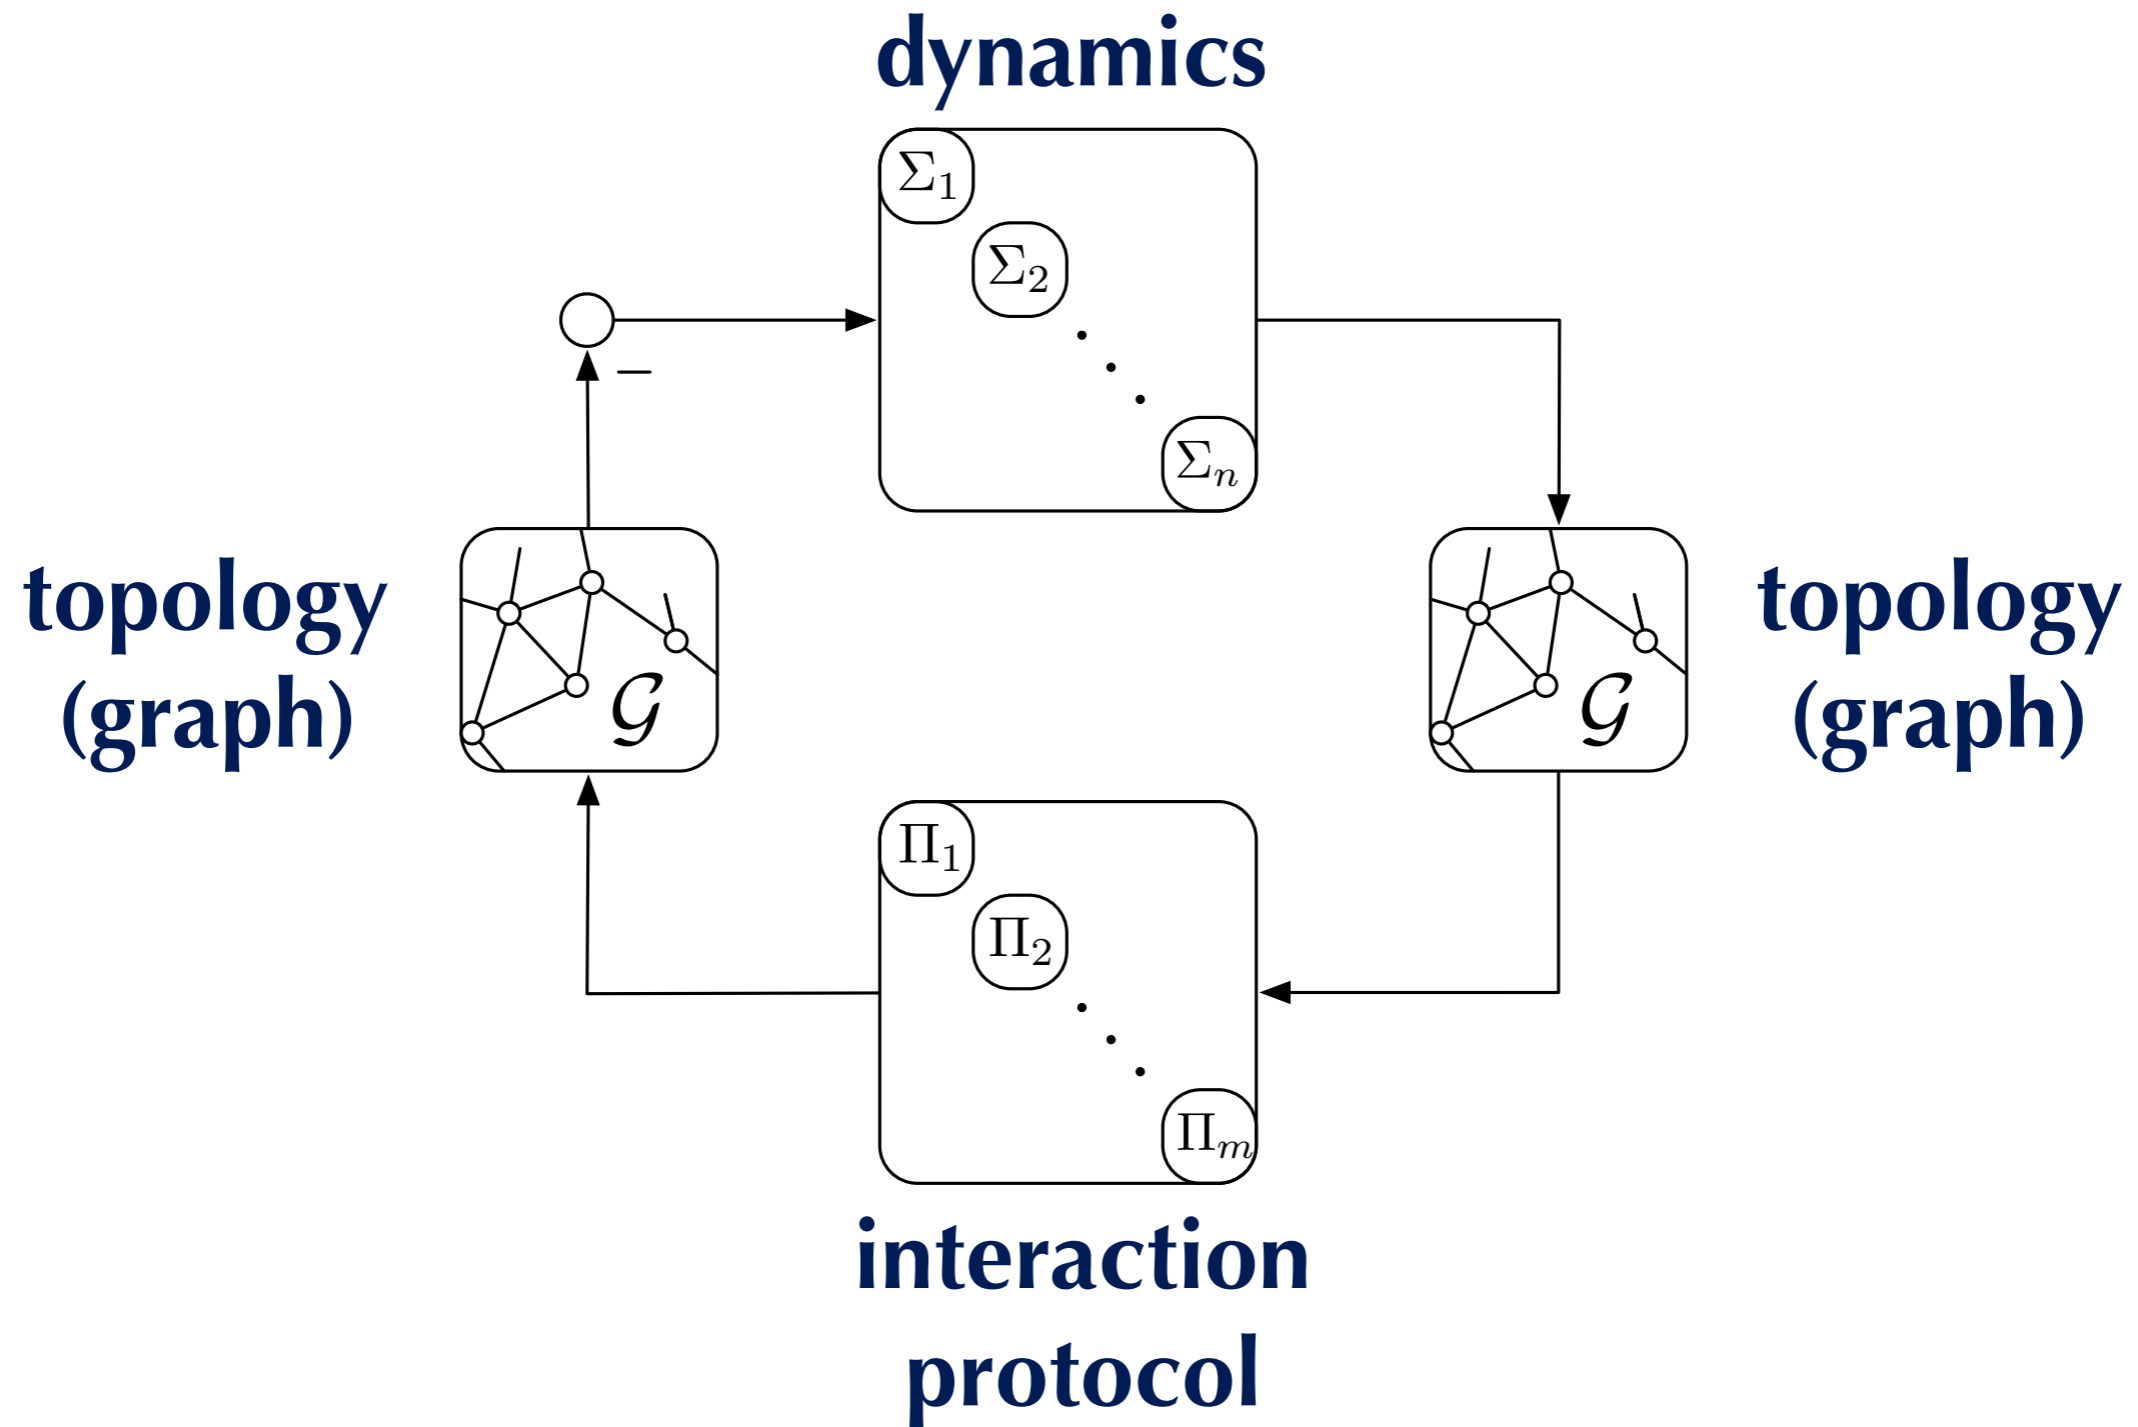 dynamics
Σ₁
Σ₂
Σₙ
−
topology
(graph)
𝒢
topology
(graph)
𝒢
Π₁
Π₂
Πₘ
interaction
protocol